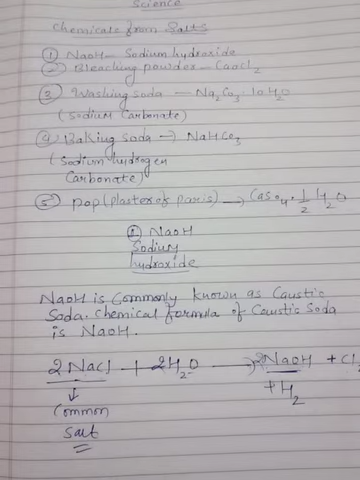 Science
Chemicals from Salts
① NaOH - Sodium hydroxide
② Bleaching powder - CaOCl₂
③ Washing soda — Na₂CO₃ · 10H₂O
(Sodium Carbonate)
④ Baking soda → NaHCO₃
(Sodium hydrogen
Carbonate)
⑤ POP (plaster of paris) → CaSO₄ · 1/2 H₂O
① NaOH
Sodium
hydroxide
NaOH is Commonly known as Caustic
Soda. Chemical formula of Caustic Soda
is NaOH.
2NaCl + 2H₂O → 2NaOH + Cl₂
↓ + H₂
Common
Salt